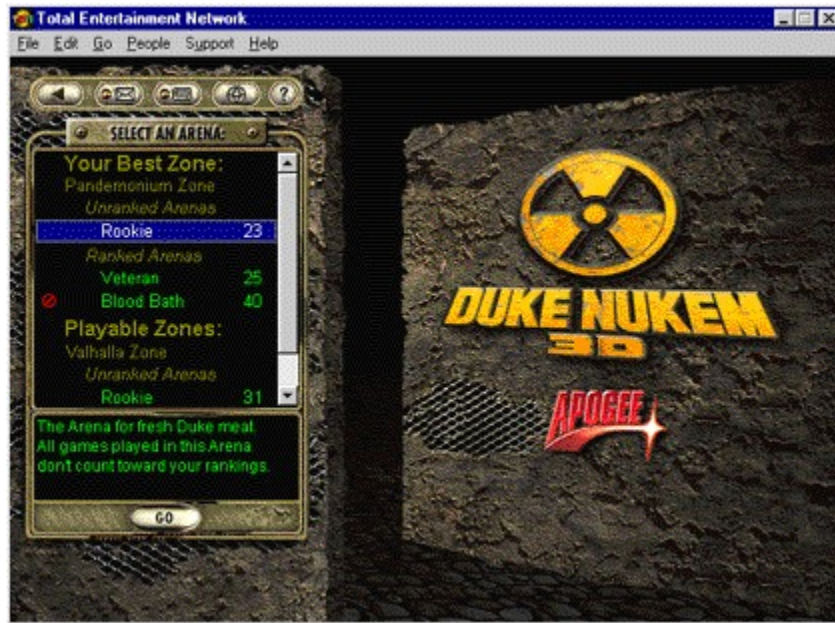 Total Entertainment Network
File Edit Go People Support Help
?
SELECT AN ARENA:
Your Best Zone:
Pandemonium Zone
Unranked Arenas
Rookie 23
Ranked Arenas
Veteran 25
Blood Bath 40
Playable Zones:
Valhalla Zone
Unranked Arenas
Rookie 31
The Arena for fresh Duke meat.
All games played in this Arena
don't count toward your rankings.
GO
DUKE NUKEM
3D
APOGEE